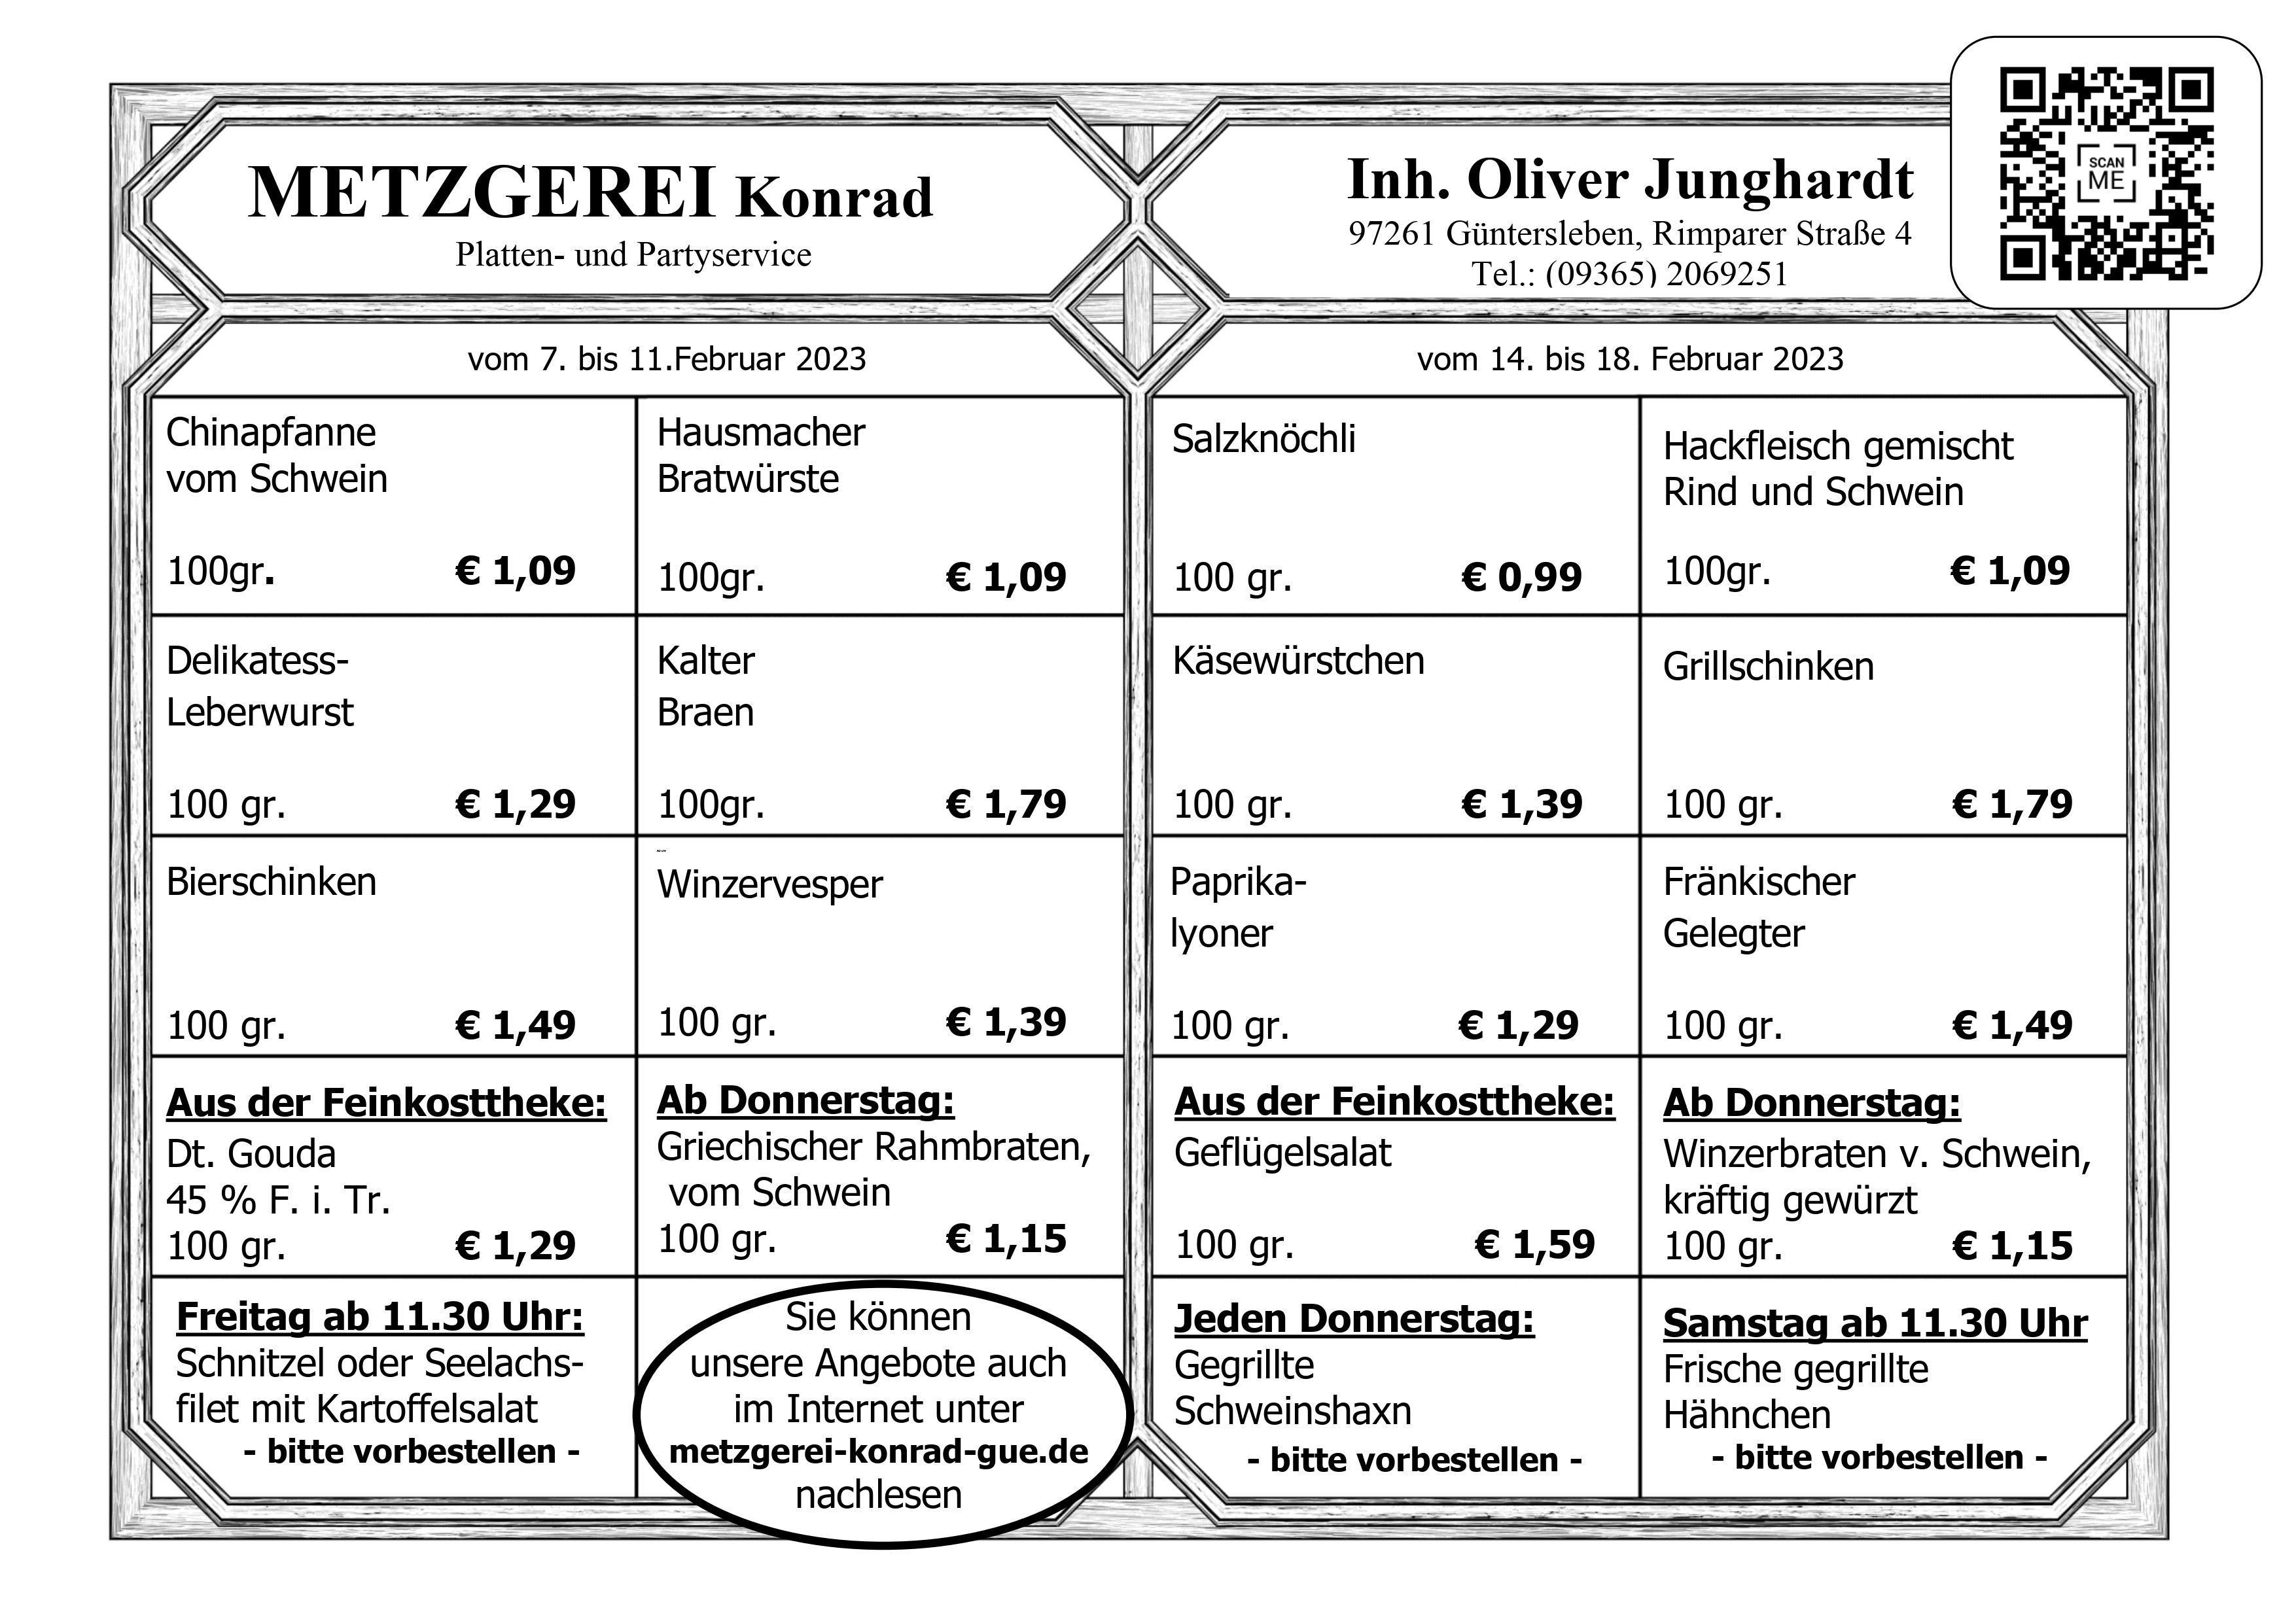 METZGEREI Konrad
Platten- und Partyservice
Inh. Oliver Junghardt
97261 Güntersleben, Rimparer Straße 4
Tel.: (09365) 2069251
SCAN
ME
vom 7. bis 11.Februar 2023
Chinapfanne
vom Schwein
100gr. € 1,09
Hausmacher
Bratwürste
100gr. € 1,09
Delikatess-
Leberwurst
100 gr. € 1,29
Kalter
Braen
100gr. € 1,79
Bierschinken
100 gr. € 1,49
Winzervesper
100 gr. € 1,39
Aus der Feinkosttheke:
Dt. Gouda
45 % F. i. Tr.
100 gr. € 1,29
Ab Donnerstag:
Griechischer Rahmbraten,
vom Schwein
100 gr. € 1,15
Freitag ab 11.30 Uhr:
Schnitzel oder Seelachs-
filet mit Kartoffelsalat
- bitte vorbestellen -
Sie können
unsere Angebote auch
im Internet unter
metzgerei-konrad-gue.de
nachlesen
vom 14. bis 18. Februar 2023
Salzknöchli
100 gr. € 0,99
Hackfleisch gemischt
Rind und Schwein
100gr. € 1,09
Käsewürstchen
100 gr. € 1,39
Grillschinken
100 gr. € 1,79
Paprika-
lyoner
100 gr. € 1,29
Fränkischer
Gelegter
100 gr. € 1,49
Aus der Feinkosttheke:
Geflügelsalat
100 gr. € 1,59
Ab Donnerstag:
Winzerbraten v. Schwein,
kräftig gewürzt
100 gr. € 1,15
Jeden Donnerstag:
Gegrillte
Schweinshaxn
- bitte vorbestellen -
Samstag ab 11.30 Uhr
Frische gegrillte
Hähnchen
- bitte vorbestellen -